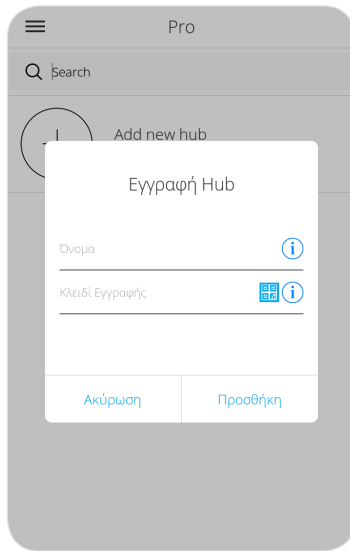 Pro
Search
Add new hub
Εγγραφή Hub
Όνομα
Κλειδί Εγγραφής
Ακύρωση
Προσθήκη